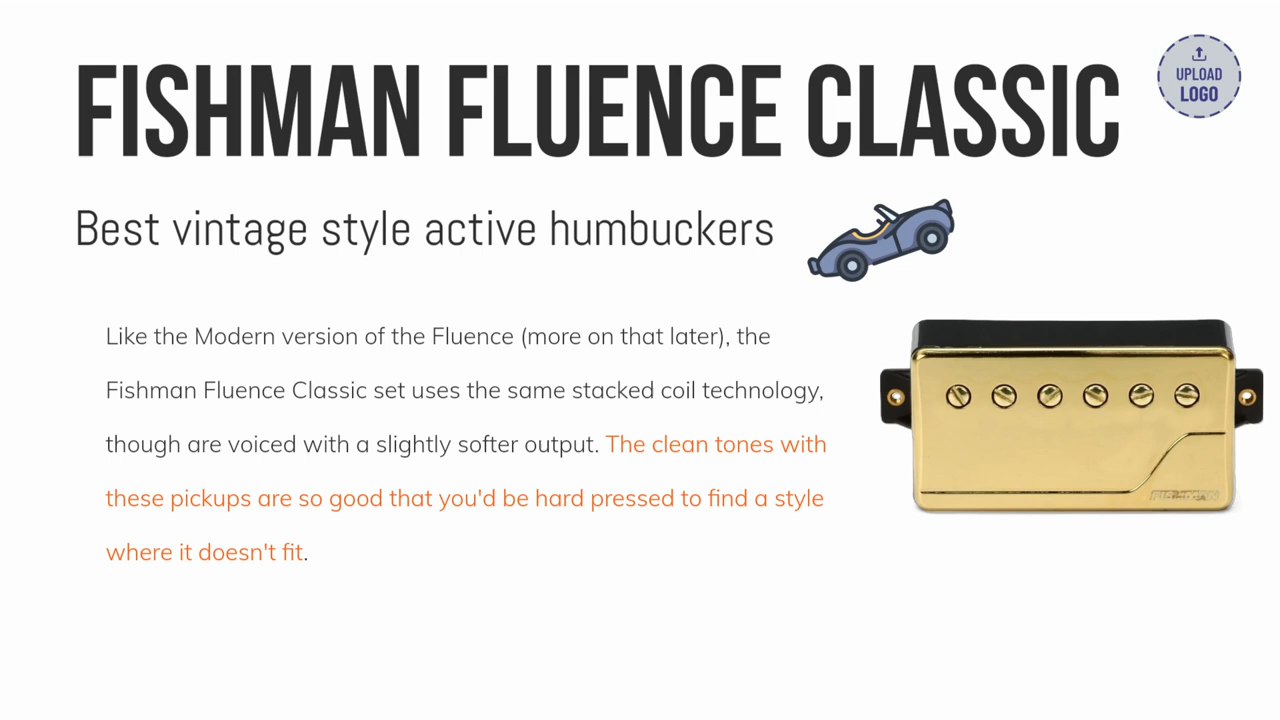 FISHMAN FLUENCE CLASSIC
UPLOAD
LOGO
Best vintage style active humbuckers
Like the Modern version of the Fluence (more on that later), the
Fishman Fluence Classic set uses the same stacked coil technology,
though are voiced with a slightly softer output. The clean tones with
these pickups are so good that you'd be hard pressed to find a style
where it doesn't fit.
FISHMAN